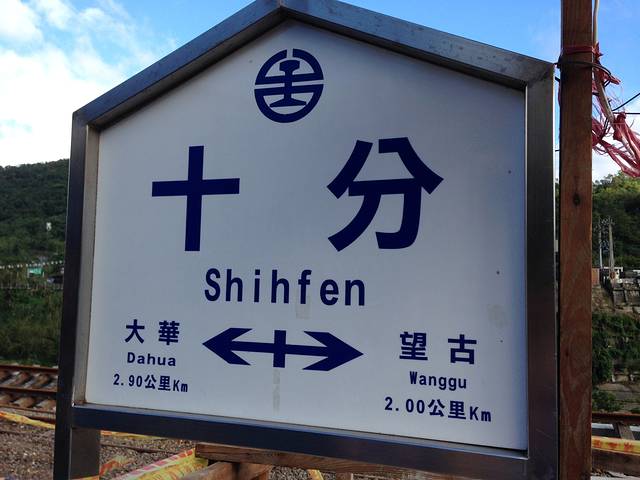 十分
Shihfen
大華
Dahua
2.90公里Km
望古
Wanggu
2.00公里Km